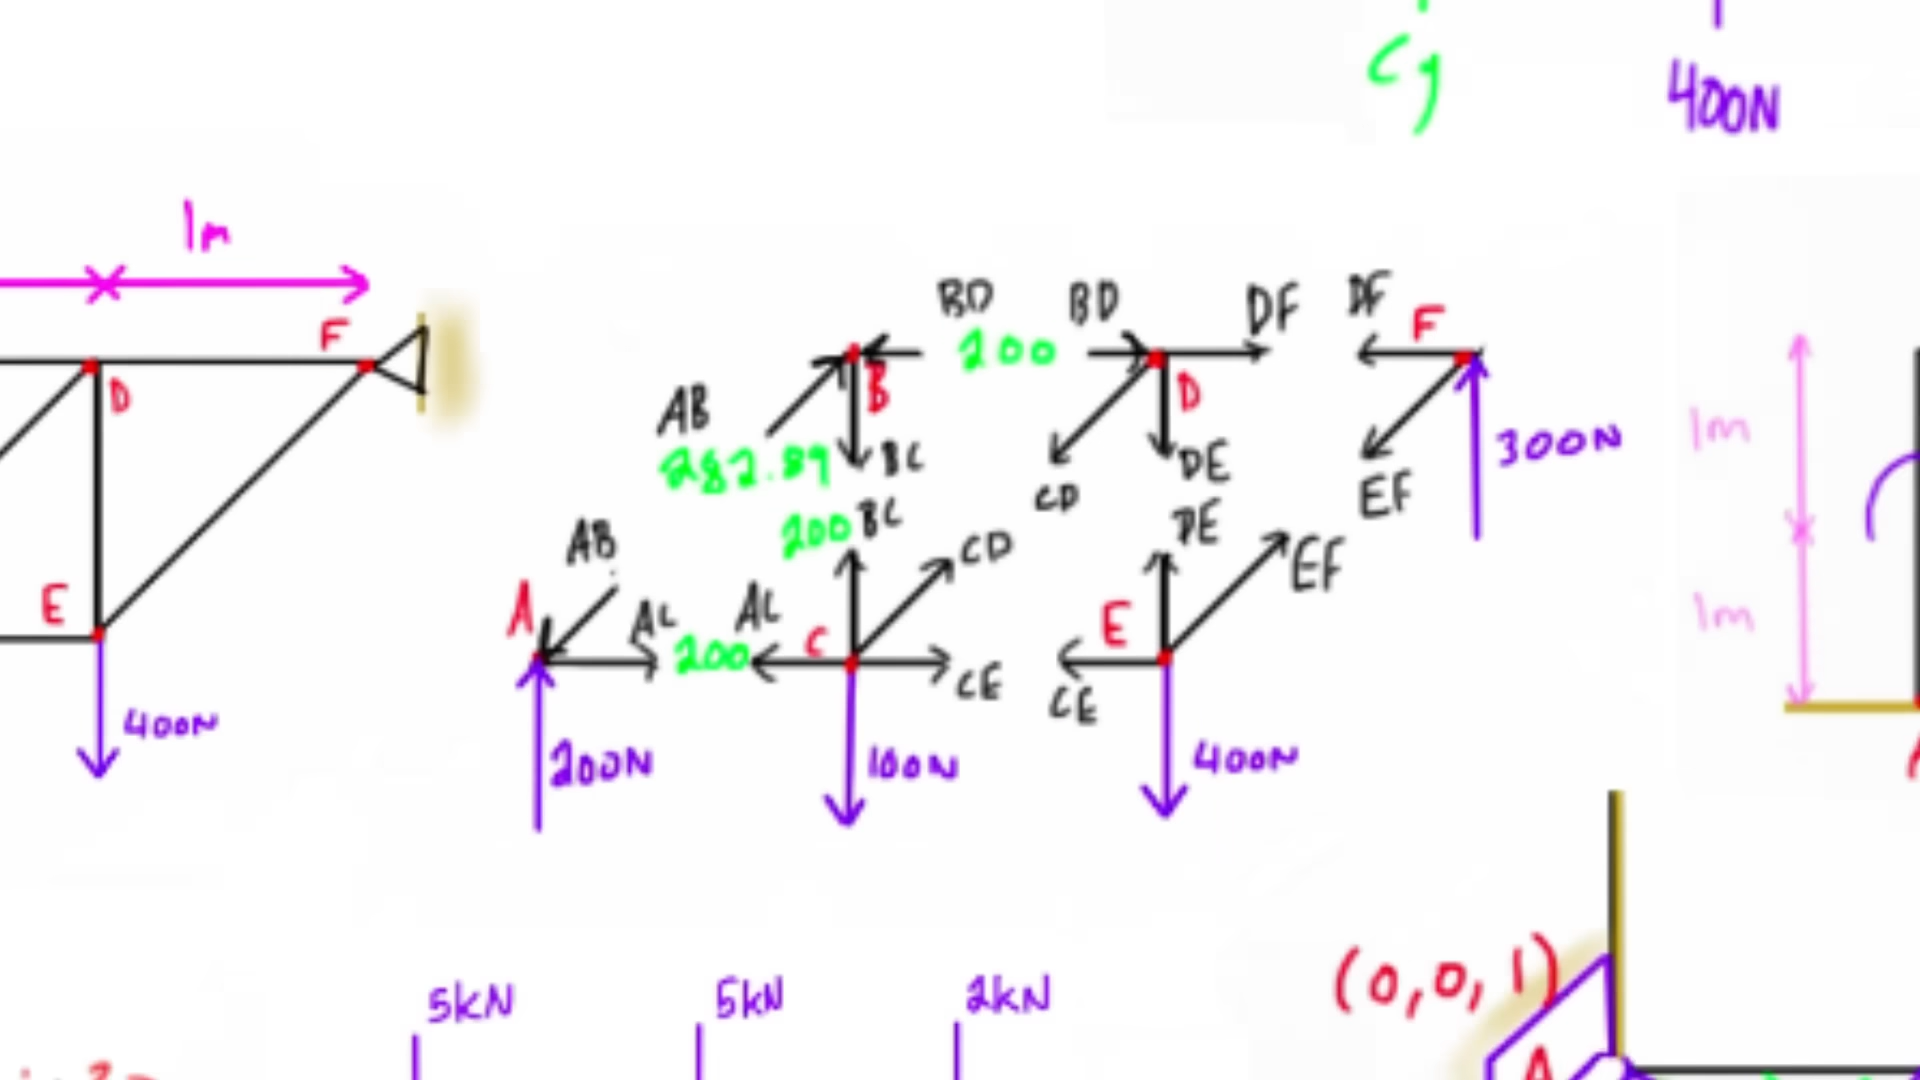 Cy
400N
1m
F
D
E
400N
BD
BD
DF
DF
F
200
B
D
300N
AB
282.89
BC
CD
DE
EF
200 BC
CD
DE
EF
AB
A
AC
200
AC
C
CE
E
CE
200N
100N
400N
1m
1m
5kN
5kN
2kN
(0,0,1)
A